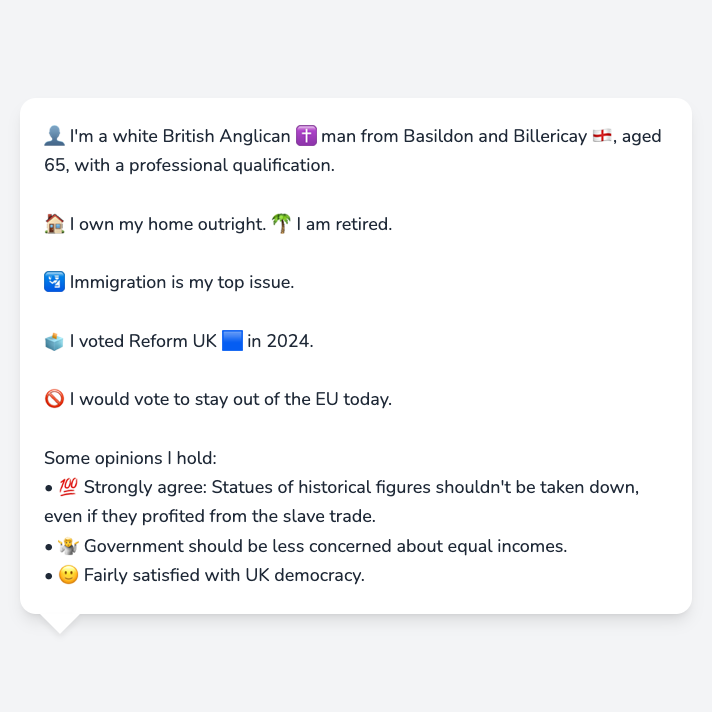 👤 I'm a white British Anglican ✝️ man from Basildon and Billericay 🏴󠁧󠁢󠁥󠁮󠁧󠁿, aged
65, with a professional qualification.
🏠 I own my home outright. 🌴 I am retired.
🛂 Immigration is my top issue.
🗳️ I voted Reform UK 🟦 in 2024.
🚫 I would vote to stay out of the EU today.
Some opinions I hold:
• 💯 Strongly agree: Statues of historical figures shouldn't be taken down,
even if they profited from the slave trade.
• 🤷 Government should be less concerned about equal incomes.
• 🙂 Fairly satisfied with UK democracy.